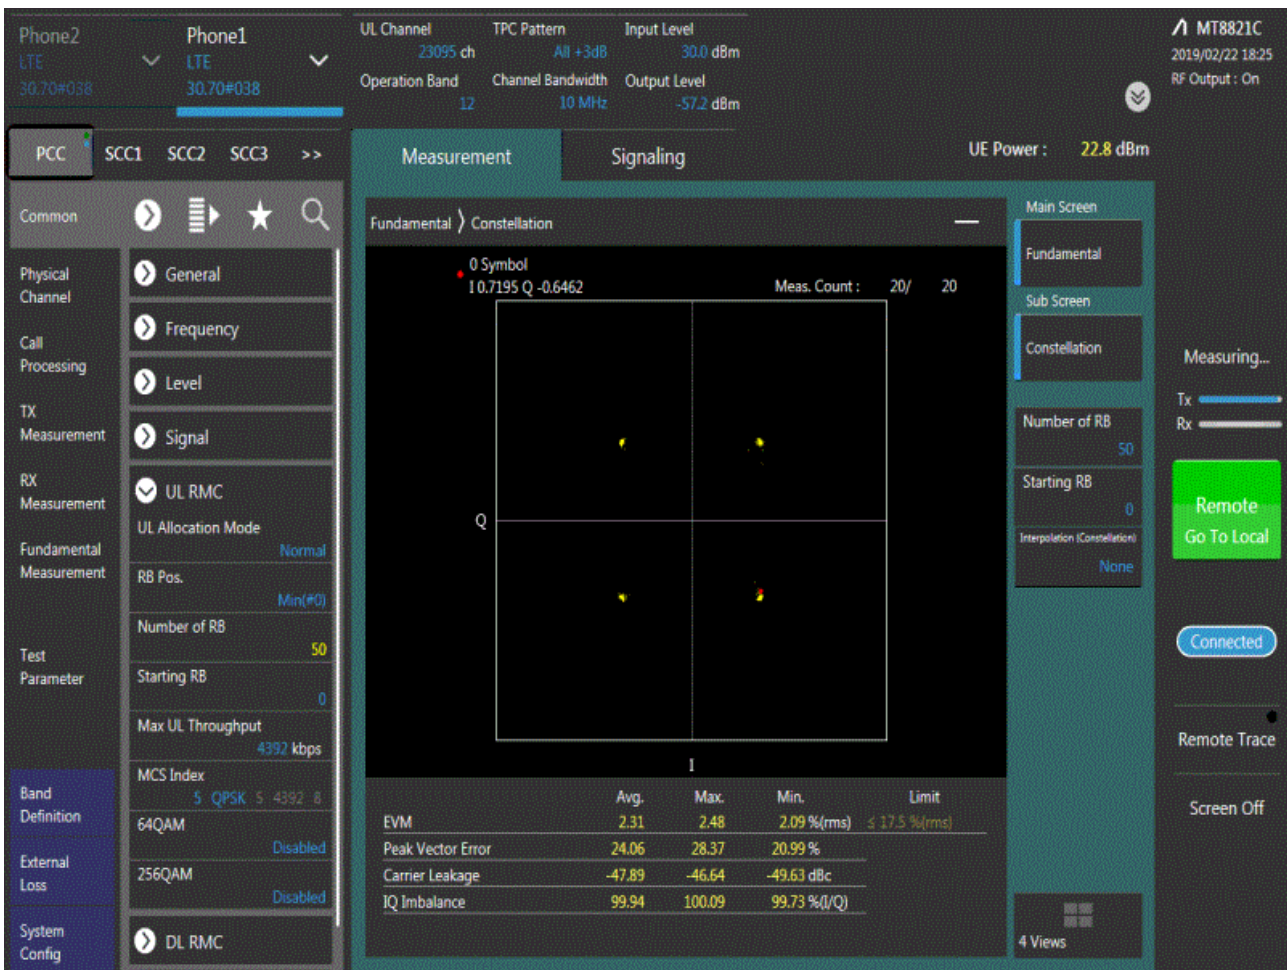 Phone2
LTE
30.70#038
Phone1
LTE
30.70#038
UL Channel
23095 ch
TPC Pattern
All +3dB
Input Level
30.0 dBm
Operation Band
12
Channel Bandwidth
10 MHz
Output Level
-57.2 dBm
MT8821C
2019/02/22 18:25
RF Output : On
PCC SCC1 SCC2 SCC3 >>
Measurement
Signaling
UE Power : 22.8 dBm
Common
Physical
Channel
Call
Processing
TX
Measurement
RX
Measurement
Fundamental
Measurement
Test
Parameter
Band
Definition
External
Loss
System
Config
General
Frequency
Level
Signal
UL RMC
UL Allocation Mode
Normal
RB Pos.
Min(#0)
Number of RB
50
Starting RB
0
Max UL Throughput
4392 kbps
MCS Index
5 QPSK 5 4392 8
64QAM
Disabled
256QAM
Disabled
DL RMC
Fundamental 〉 Constellation
0 Symbol
I 0.7195 Q -0.6462
Meas. Count : 20/ 20
Q
I
Avg. Max. Min. Limit
EVM 2.31 2.48 2.09 %(rms) ≤ 17.5 %(rms)
Peak Vector Error 24.06 28.37 20.99 %
Carrier Leakage -47.89 -46.64 -49.63 dBc
IQ Imbalance 99.94 100.09 99.73 %(I/Q)
Main Screen
Fundamental
Sub Screen
Constellation
Number of RB
50
Starting RB
0
Interpolation (Constellation)
None
4 Views
Measuring...
Tx
Rx
Remote
Go To Local
Connected
Remote Trace
Screen Off